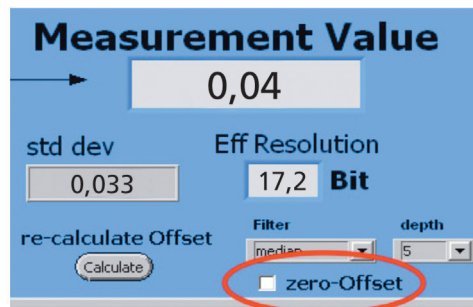 Measurement Value
0,04
std dev
Eff Resolution
0,033
17,2 Bit
re-calculate Offset
Filter
depth
Calculate
median
5
zero-Offset